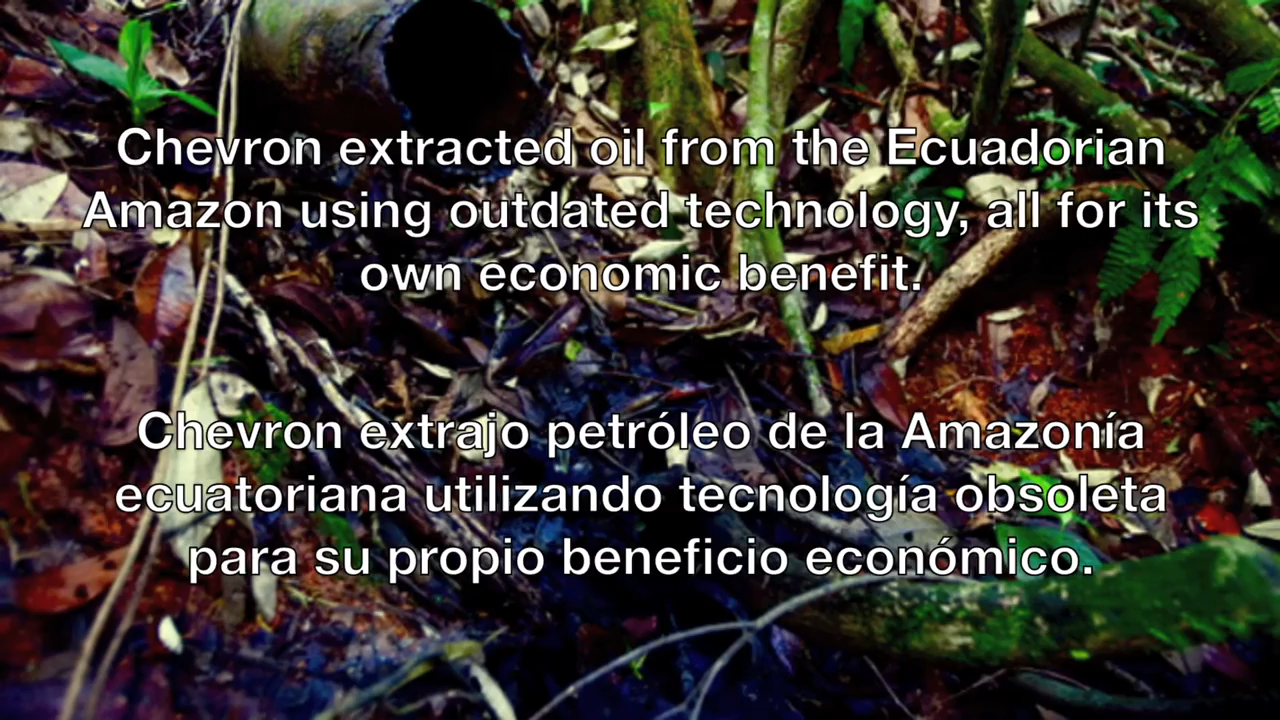 Chevron extracted oil from the Ecuadorian
Amazon using outdated technology, all for its
own economic benefit.
Chevron extrajo petróleo de la Amazonía
ecuatoriana utilizando tecnología obsoleta
para su propio beneficio económico.